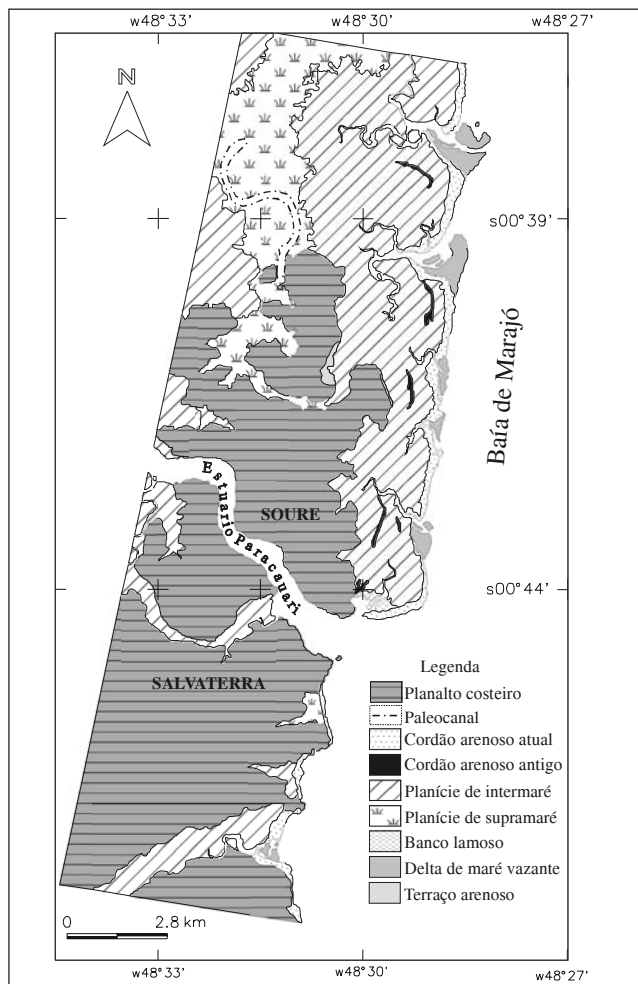 w48°33' w48°30' w48°27'
N
s00°39'
Baía de Marajó
Estuario Paracauari
SOURE
s00°44'
SALVATERRA
Legenda
Planalto costeiro
Paleocanal
Cordão arenoso atual
Cordão arenoso antigo
Planície de intermaré
Planície de supramaré
Banco lamoso
Delta de maré vazante
Terraço arenoso
0 2.8 km
w48°33' w48°30' w48°27'